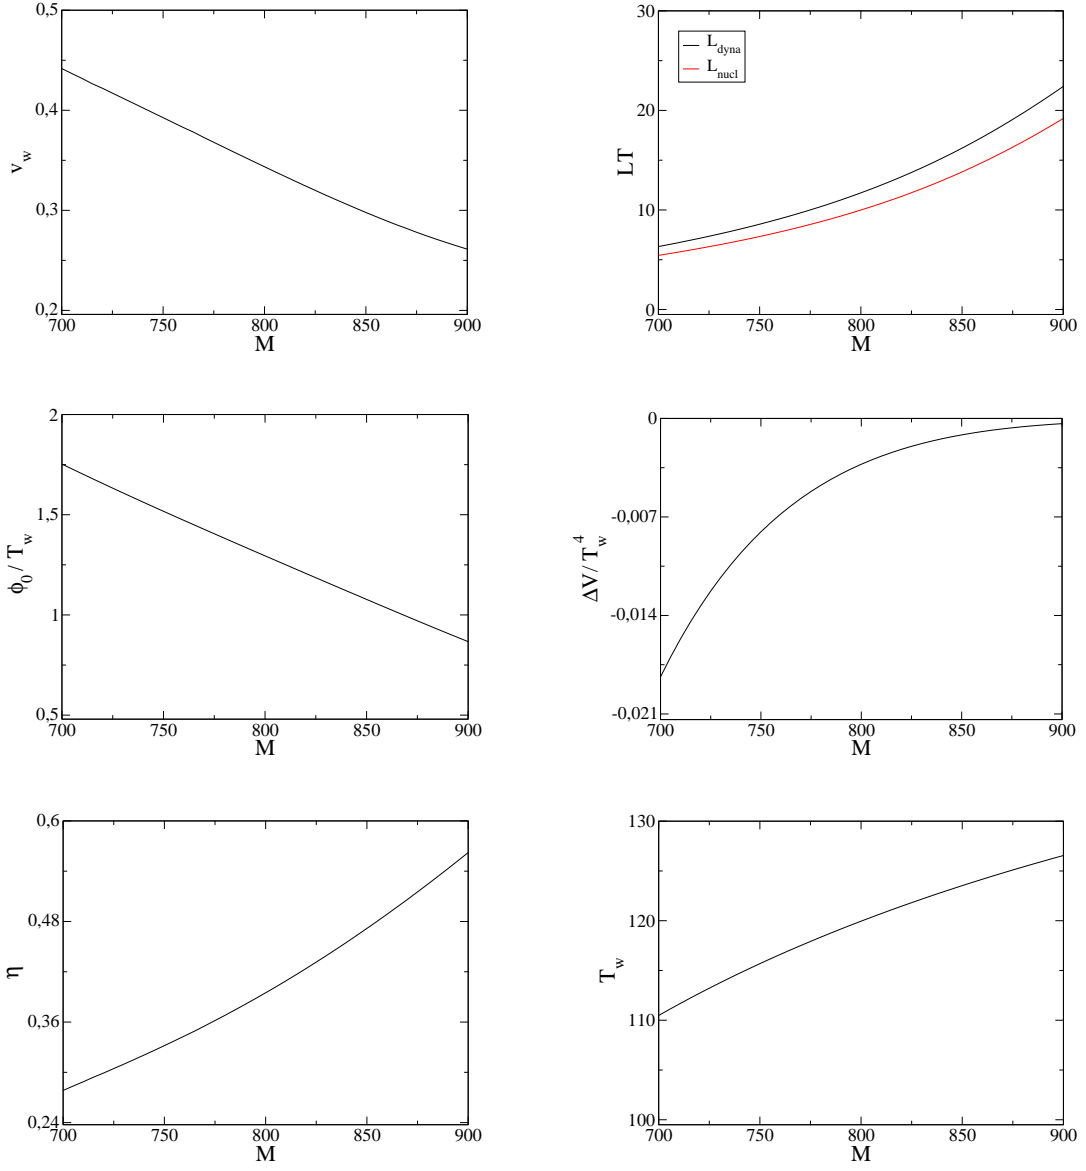 0,5
0,4
0,3
0,2
v_w
700 750 800 850 900
M
30
20
10
0
LT
L_dyna
L_nucl
700 750 800 850 900
M
2
1,5
1
0,5
ϕ_0 / T_w
700 750 800 850 900
M
0
-0,007
-0,014
-0,021
ΔV/ T_w^4
700 750 800 850 900
M
0,6
0,48
0,36
0,24
η
700 750 800 850 900
M
130
120
110
100
T_w
700 750 800 850 900
M